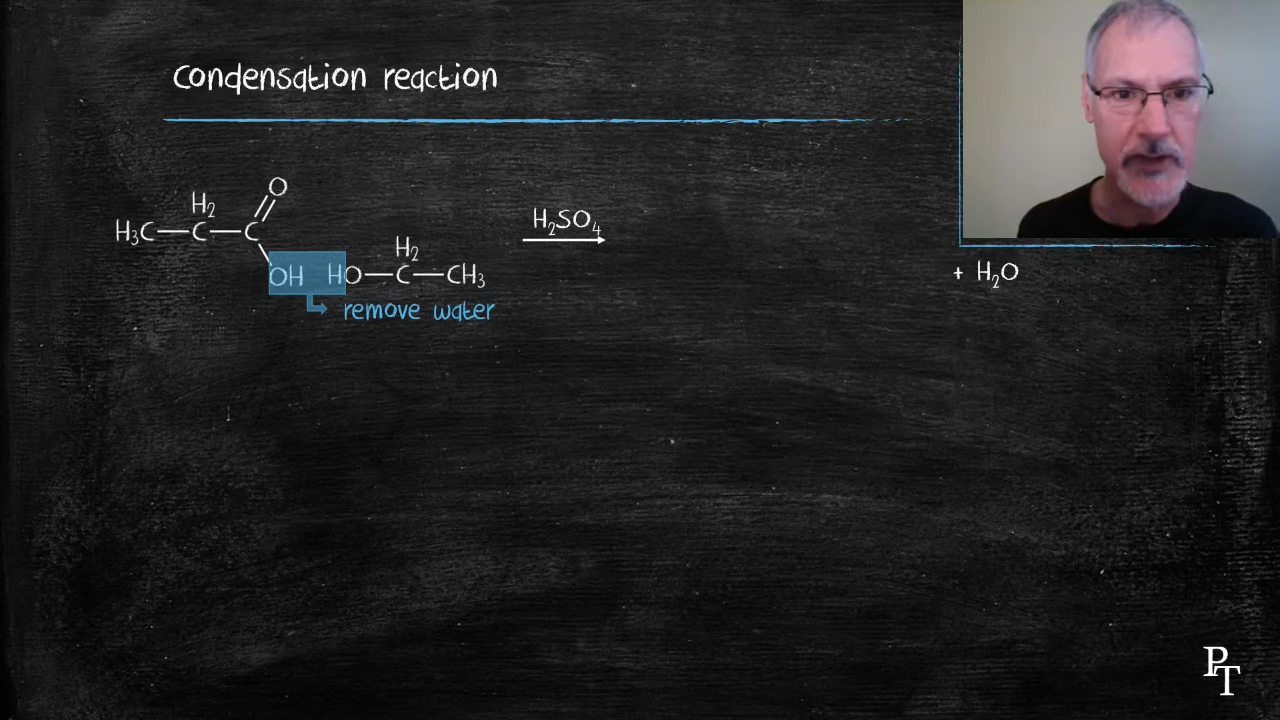 Condensation reaction
O
H₂
H₃C—C—C
H₂SO₄
H₂
OH HO—C—CH₃
+ H₂O
remove water
PT